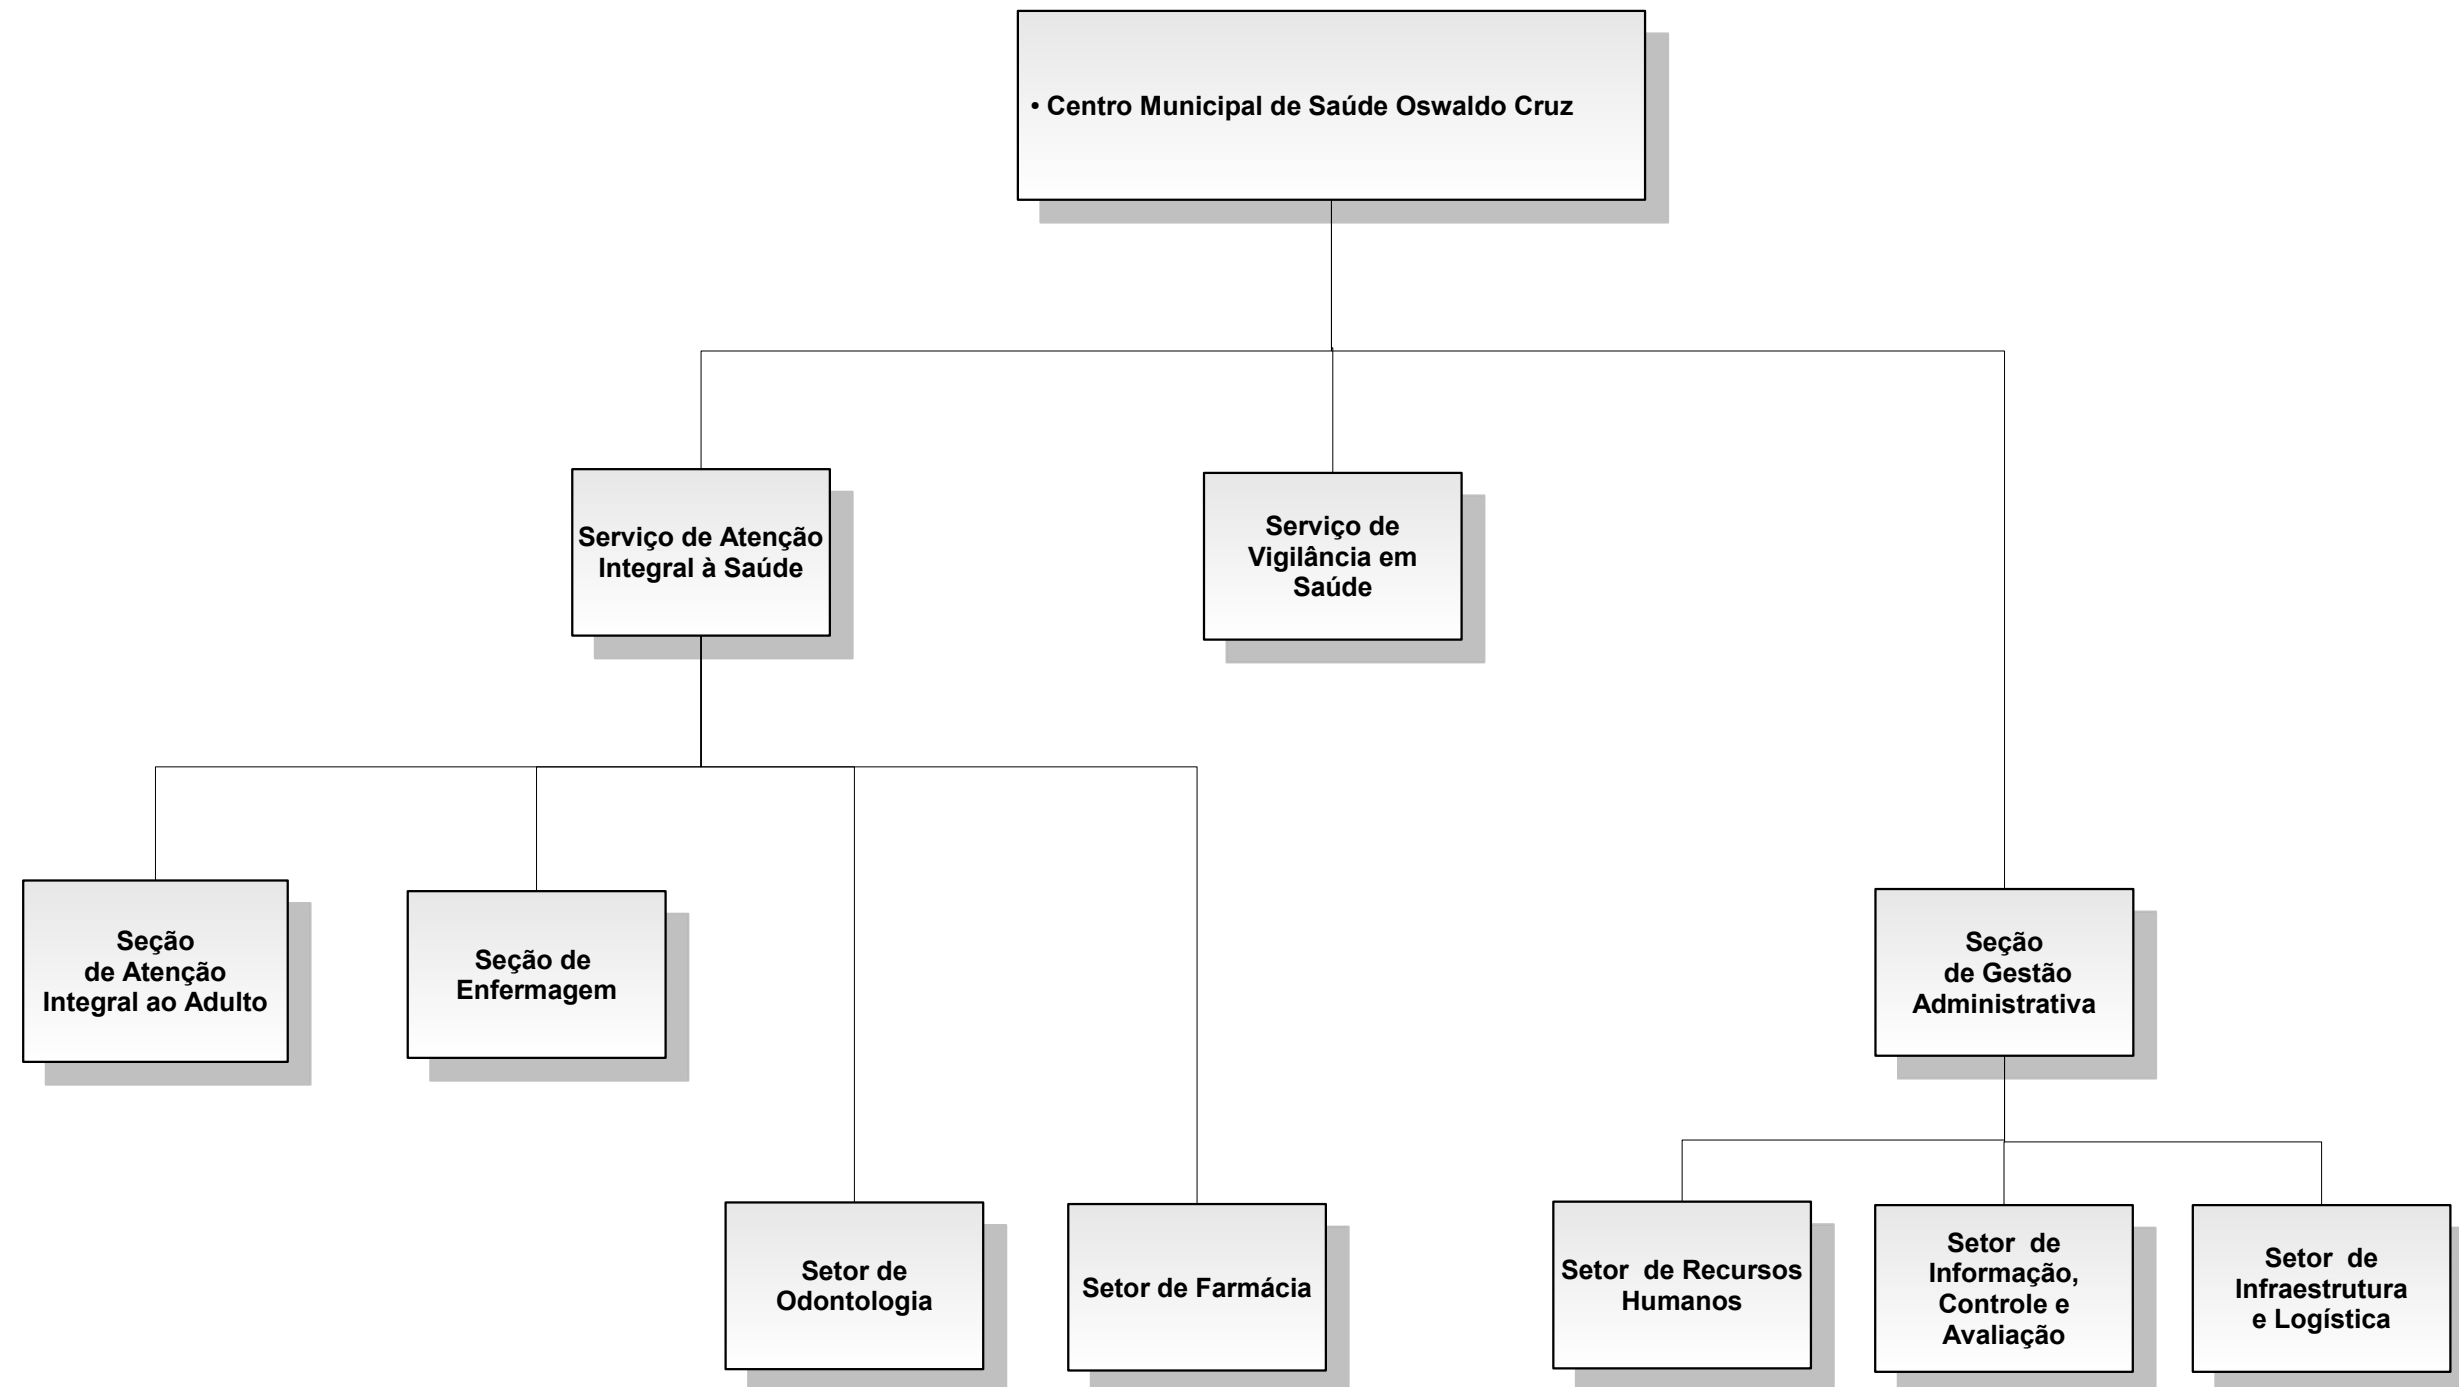 • Centro Municipal de Saúde Oswaldo Cruz
Serviço de Atenção
Integral à Saúde
Serviço de
Vigilância em
Saúde
Seção
de Atenção
Integral ao Adulto
Seção de
Enfermagem
Seção
de Gestão
Administrativa
Setor de
Odontologia
Setor de Farmácia
Setor de Recursos
Humanos
Setor de
Informação,
Controle e
Avaliação
Setor de
Infraestrutura
e Logística